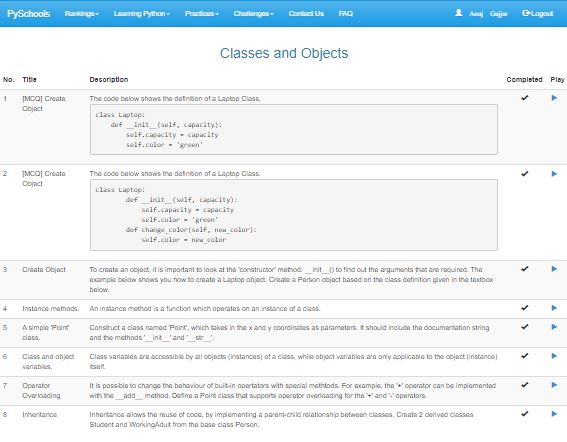 PySchools Rankings Learning Python Practices Challenges Contact Us FAQ Anuj Gujjar Logout
Classes and Objects
No. Title Description Completed Play
1 [MCQ] Create Object The code below shows the definition of a Laptop Class.
class Laptop:
def __init__(self, capacity):
self.capacity = capacity
self.color = 'green'
2 [MCQ] Create Object The code below shows the definition of a Laptop Class.
class Laptop:
def __init__(self, capacity):
self.capacity = capacity
self.color = 'green'
def change_color(self, new_color):
self.color = new_color
3 Create Object To create an object, it is important to look at the 'constructor' method: __init__() to find out the arguments that are required. The
example below shows you how to create a Laptop object. Create a Person object based on the class definition given in the textbox
below.
4 Instance methods. An instance method is a function which operates on an instance of a class.
5 A simple 'Point' class. Construct a class named 'Point', which takes in the x and y coordinates as parameters. It should include the documentation string
and the methods '__init__' and '__str__'.
6 Class and object variables. Class variables are accessible by all objects (instances) of a class, while object variables are only applicable to the object (instance)
itself.
7 Operator Overloading It is possible to change the behaviour of built-in opertators with special methtods. For example, the '+' operator can be implemented
with the __add__ method. Define a Point class that supports operator overloading for the '+' and '-' operators.
8 Inheritance Inheritance allows the reuse of code, by implementing a parent-child relationship between classes. Create 2 derived classes
Student and WorkingAdult from the base class Person.